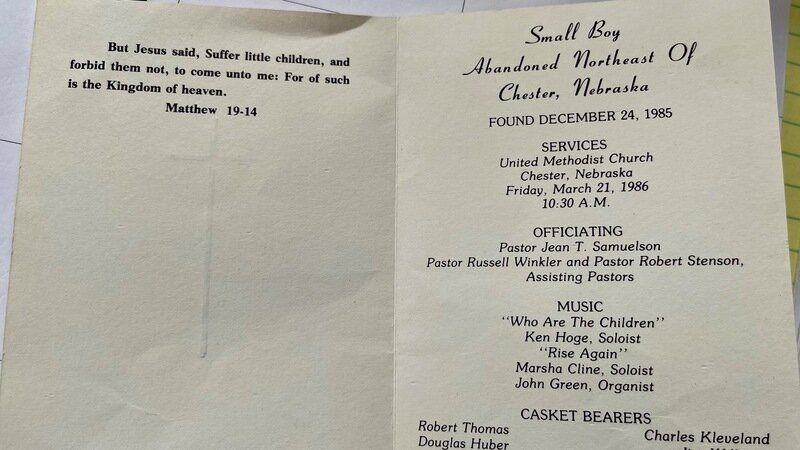 But Jesus said, Suffer little children, and
forbid them not, to come unto me: For of such
is the Kingdom of heaven.
Matthew 19-14
Small Boy
Abandoned Northeast Of
Chester, Nebraska
FOUND DECEMBER 24, 1985
SERVICES
United Methodist Church
Chester, Nebraska
Friday, March 21, 1986
10:30 A.M.
OFFICIATING
Pastor Jean T. Samuelson
Pastor Russell Winkler and Pastor Robert Stenson,
Assisting Pastors
MUSIC
"Who Are The Children"
Ken Hoge, Soloist
"Rise Again"
Marsha Cline, Soloist
John Green, Organist
CASKET BEARERS
Robert Thomas
Charles Kleveland
Douglas Huber